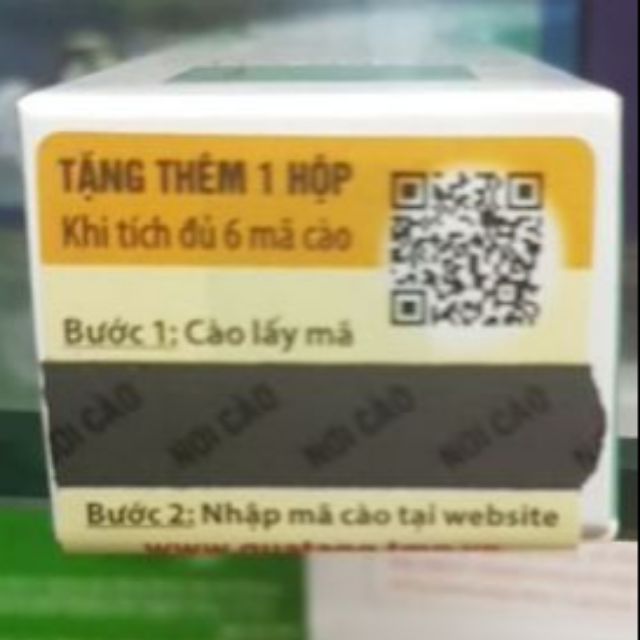 TẶNG THÊM 1 HỘP
Khi tích đủ 6 mã cào
Bước 1: Cào lấy mã
NƠI CÀO NƠI CÀO NƠI CÀO NƠI CÀO
Bước 2: Nhập mã cào tại website